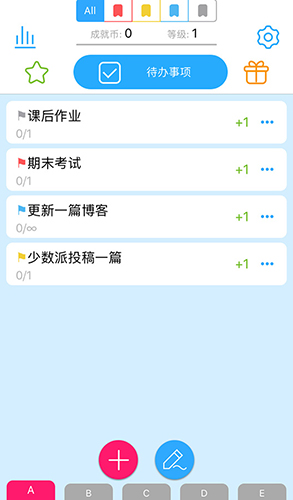 All
成就币: 0 等级: 1
待办事项
课后作业
+1
0/1
期末考试
+1
0/1
更新一篇博客
+1
0/∞
少数派投稿一篇
+1
0/1
A B C D E